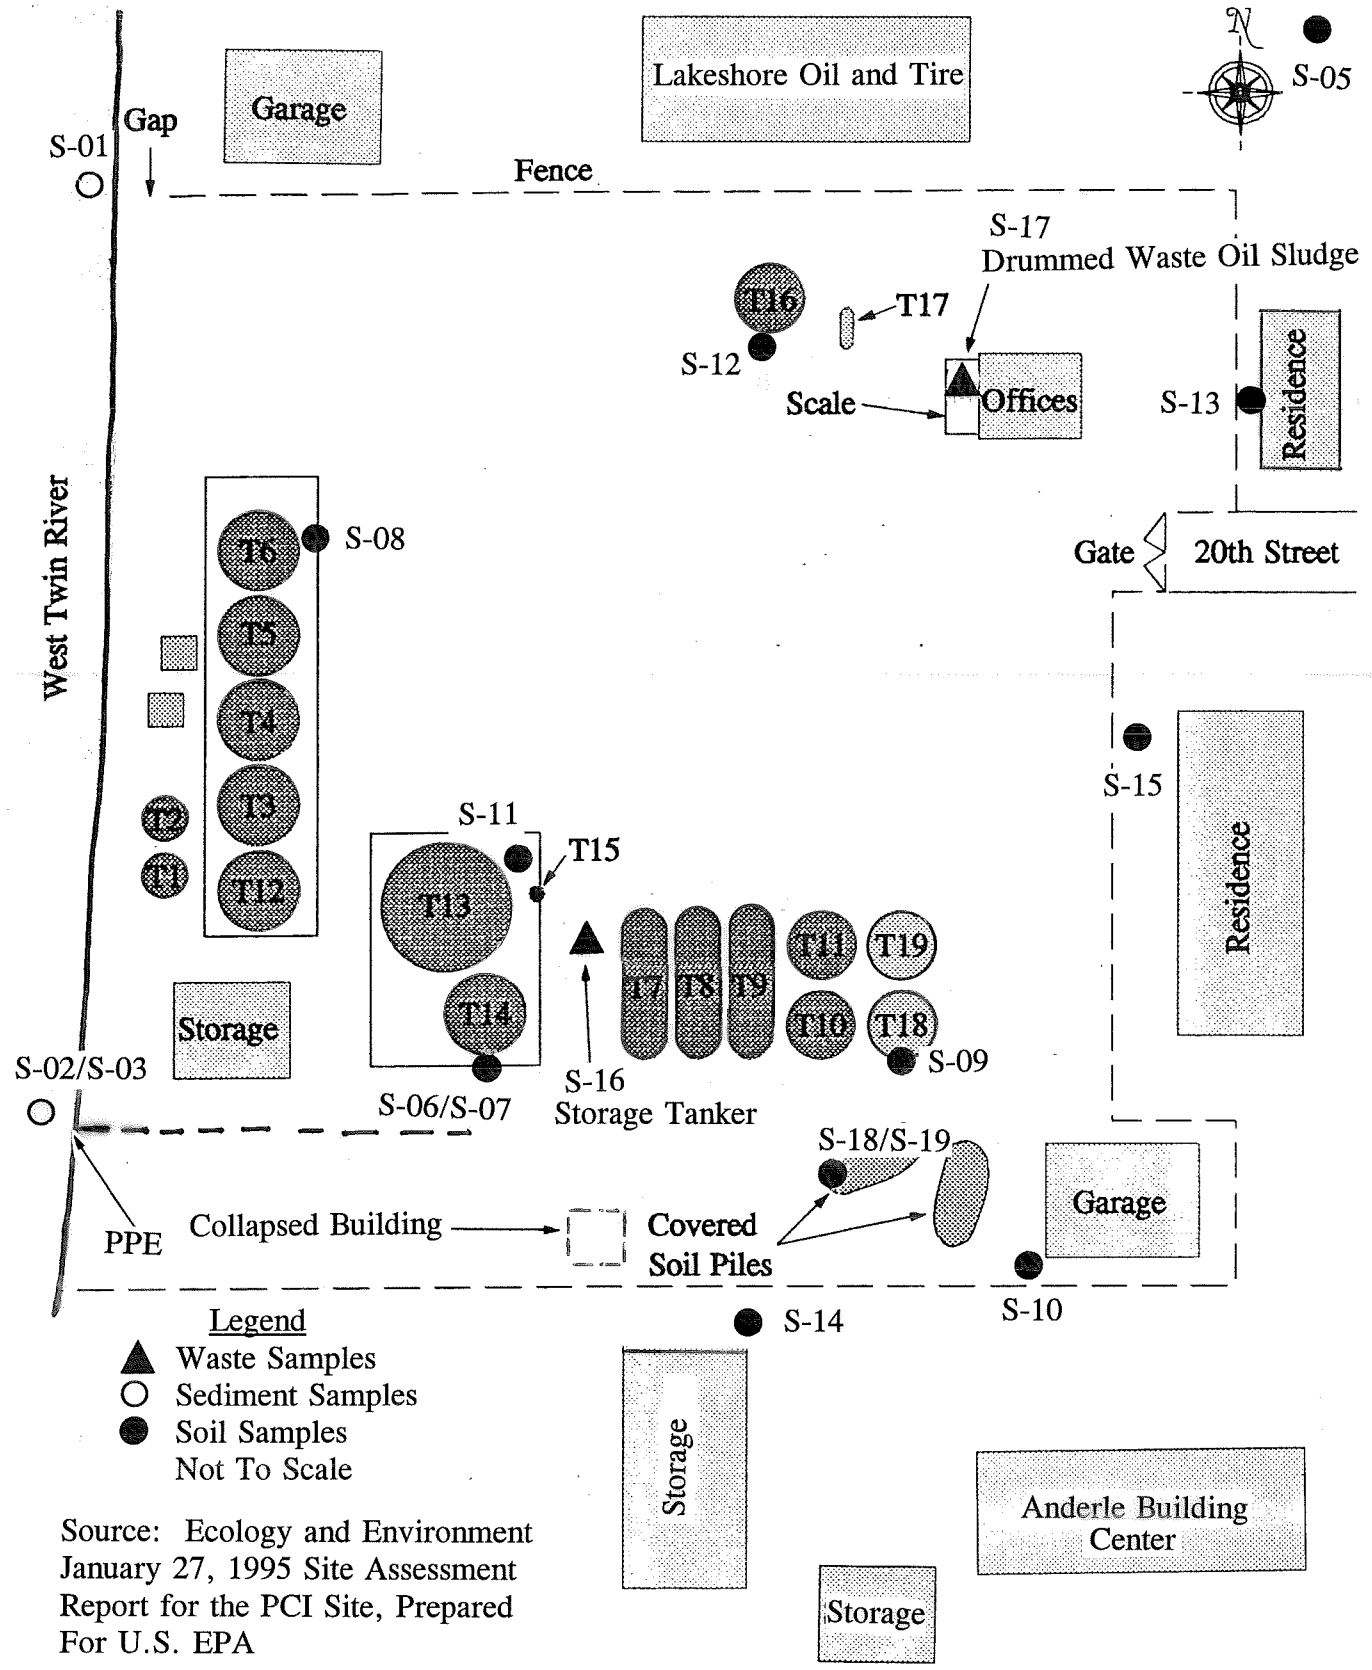 N
S-05
Lakeshore Oil and Tire
Garage
Gap
S-01
Fence
S-17
Drummed Waste Oil Sludge
T16
T17
S-12
Scale
Offices
S-13
Residence
West Twin River
T6
S-08
Gate
20th Street
T5
T4
T3
T2
T1
T12
S-11
T15
T13
S-15
Residence
T7
T8
T9
T11
T19
T14
T10
T18
Storage
S-02/S-03
S-09
S-06/S-07
S-16
Storage Tanker
S-18/S-19
PPE
Collapsed Building
Covered
Soil Piles
Garage
S-10
S-14
Legend
Waste Samples
Sediment Samples
Soil Samples
Not To Scale
Storage
Anderle Building
Center
Storage
Source: Ecology and Environment
January 27, 1995 Site Assessment
Report for the PCI Site, Prepared
For U.S. EPA